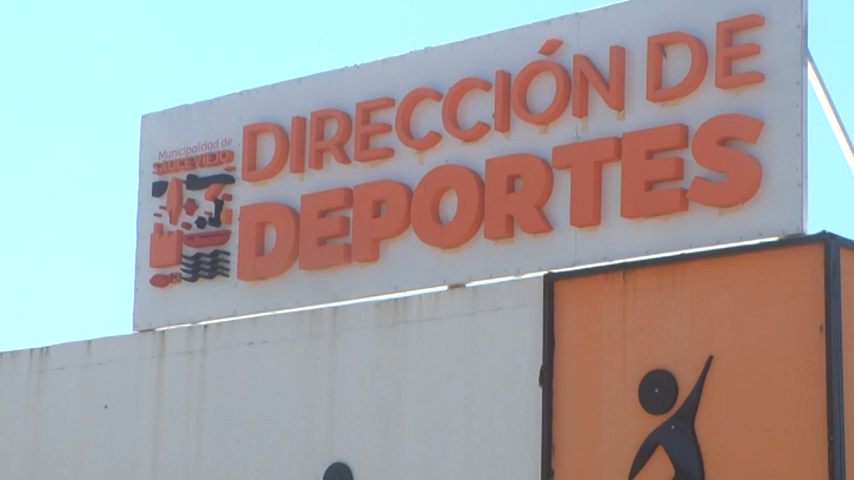 Municipalidad de
SAUCE VIEJO
DIRECCIÓN DE
DEPORTES